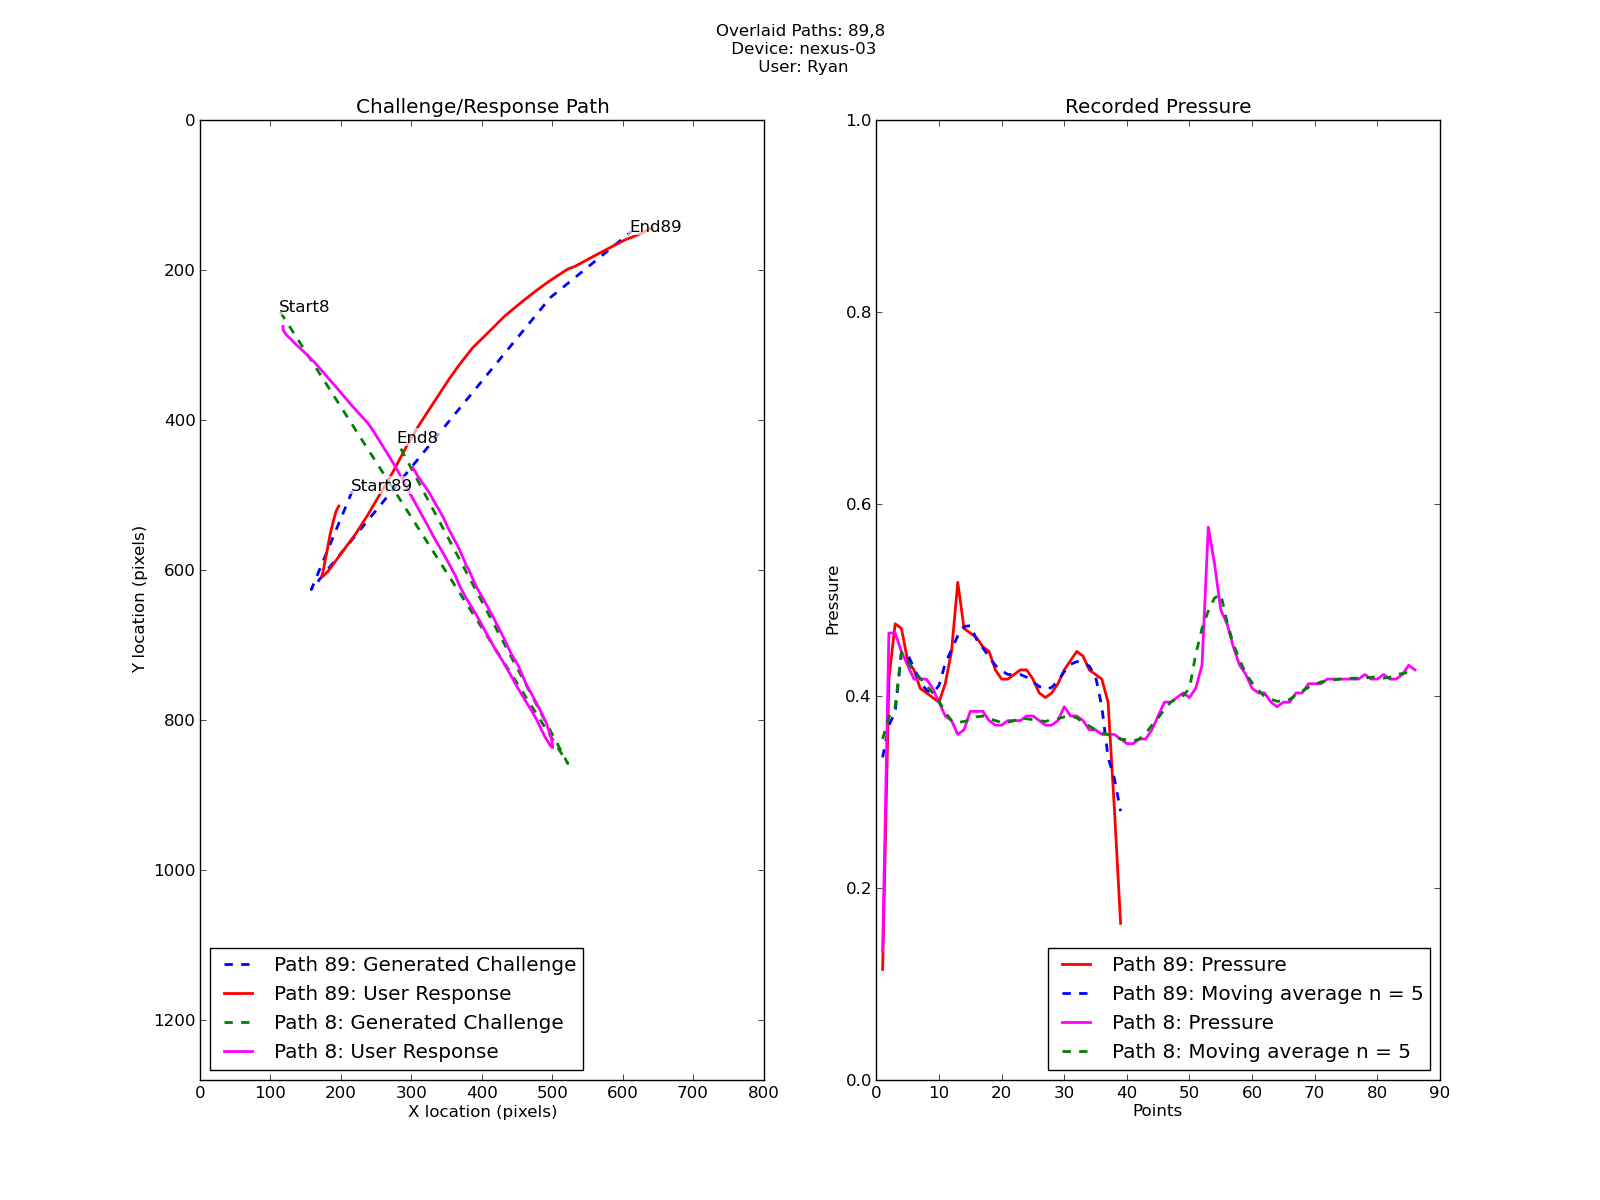 Overlaid Paths: 89,8
Device: nexus-03
User: Ryan
Challenge/Response Path
0
200
400
600
800
1000
1200
Y location (pixels)
Start8
End89
End8
Start89
Path 89: Generated Challenge
Path 89: User Response
Path 8: Generated Challenge
Path 8: User Response
0 100 200 300 400 500 600 700 800
X location (pixels)
Recorded Pressure
1.0
0.8
0.6
0.4
0.2
0.0
Pressure
Path 89: Pressure
Path 89: Moving average n = 5
Path 8: Pressure
Path 8: Moving average n = 5
0 10 20 30 40 50 60 70 80 90
Points